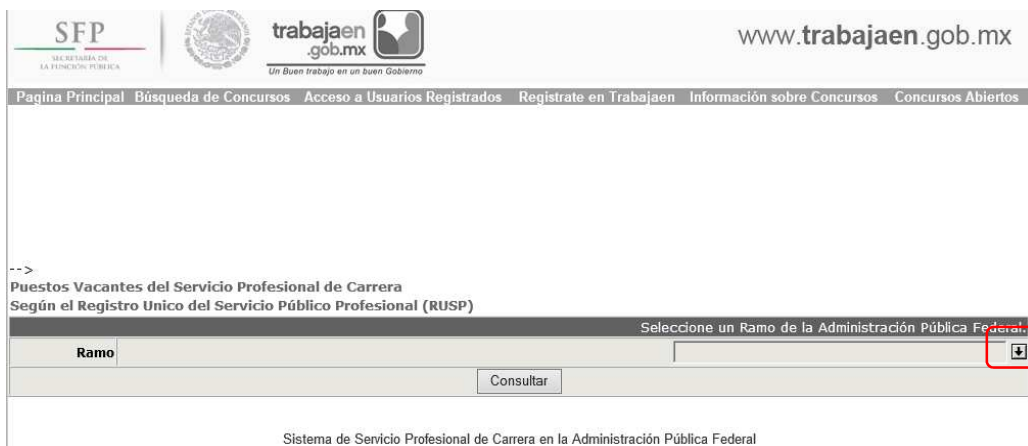 SFP
SECRETARÍA DE
LA FUNCIÓN PÚBLICA
trabajaen
.gob.mx
Un Buen trabajo en un buen Gobierno
www.trabajaen.gob.mx
Pagina Principal Búsqueda de Concursos Acceso a Usuarios Registrados Registrate en Trabajaen Información sobre Concursos Concursos Abiertos
-->
Puestos Vacantes del Servicio Profesional de Carrera
Según el Registro Unico del Servicio Público Profesional (RUSP)
Seleccione un Ramo de la Administración Pública Federal.
Ramo
Consultar
Sistema de Servicio Profesional de Carrera en la Administración Pública Federal